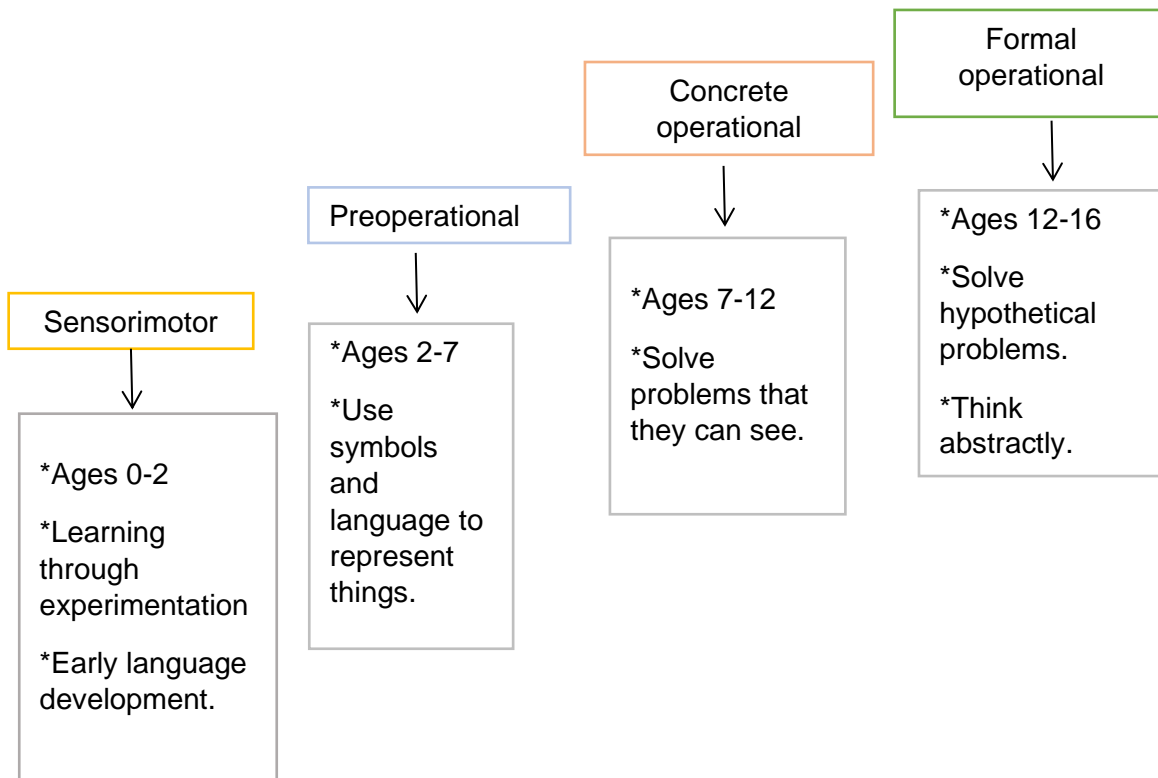 Sensorimotor
*Ages 0-2
*Learning
through
experimentation
*Early language
development.
Preoperational
*Ages 2-7
*Use
symbols
and
language to
represent
things.
Concrete
operational
*Ages 7-12
*Solve
problems that
they can see.
Formal
operational
*Ages 12-16
*Solve
hypothetical
problems.
*Think
abstractly.